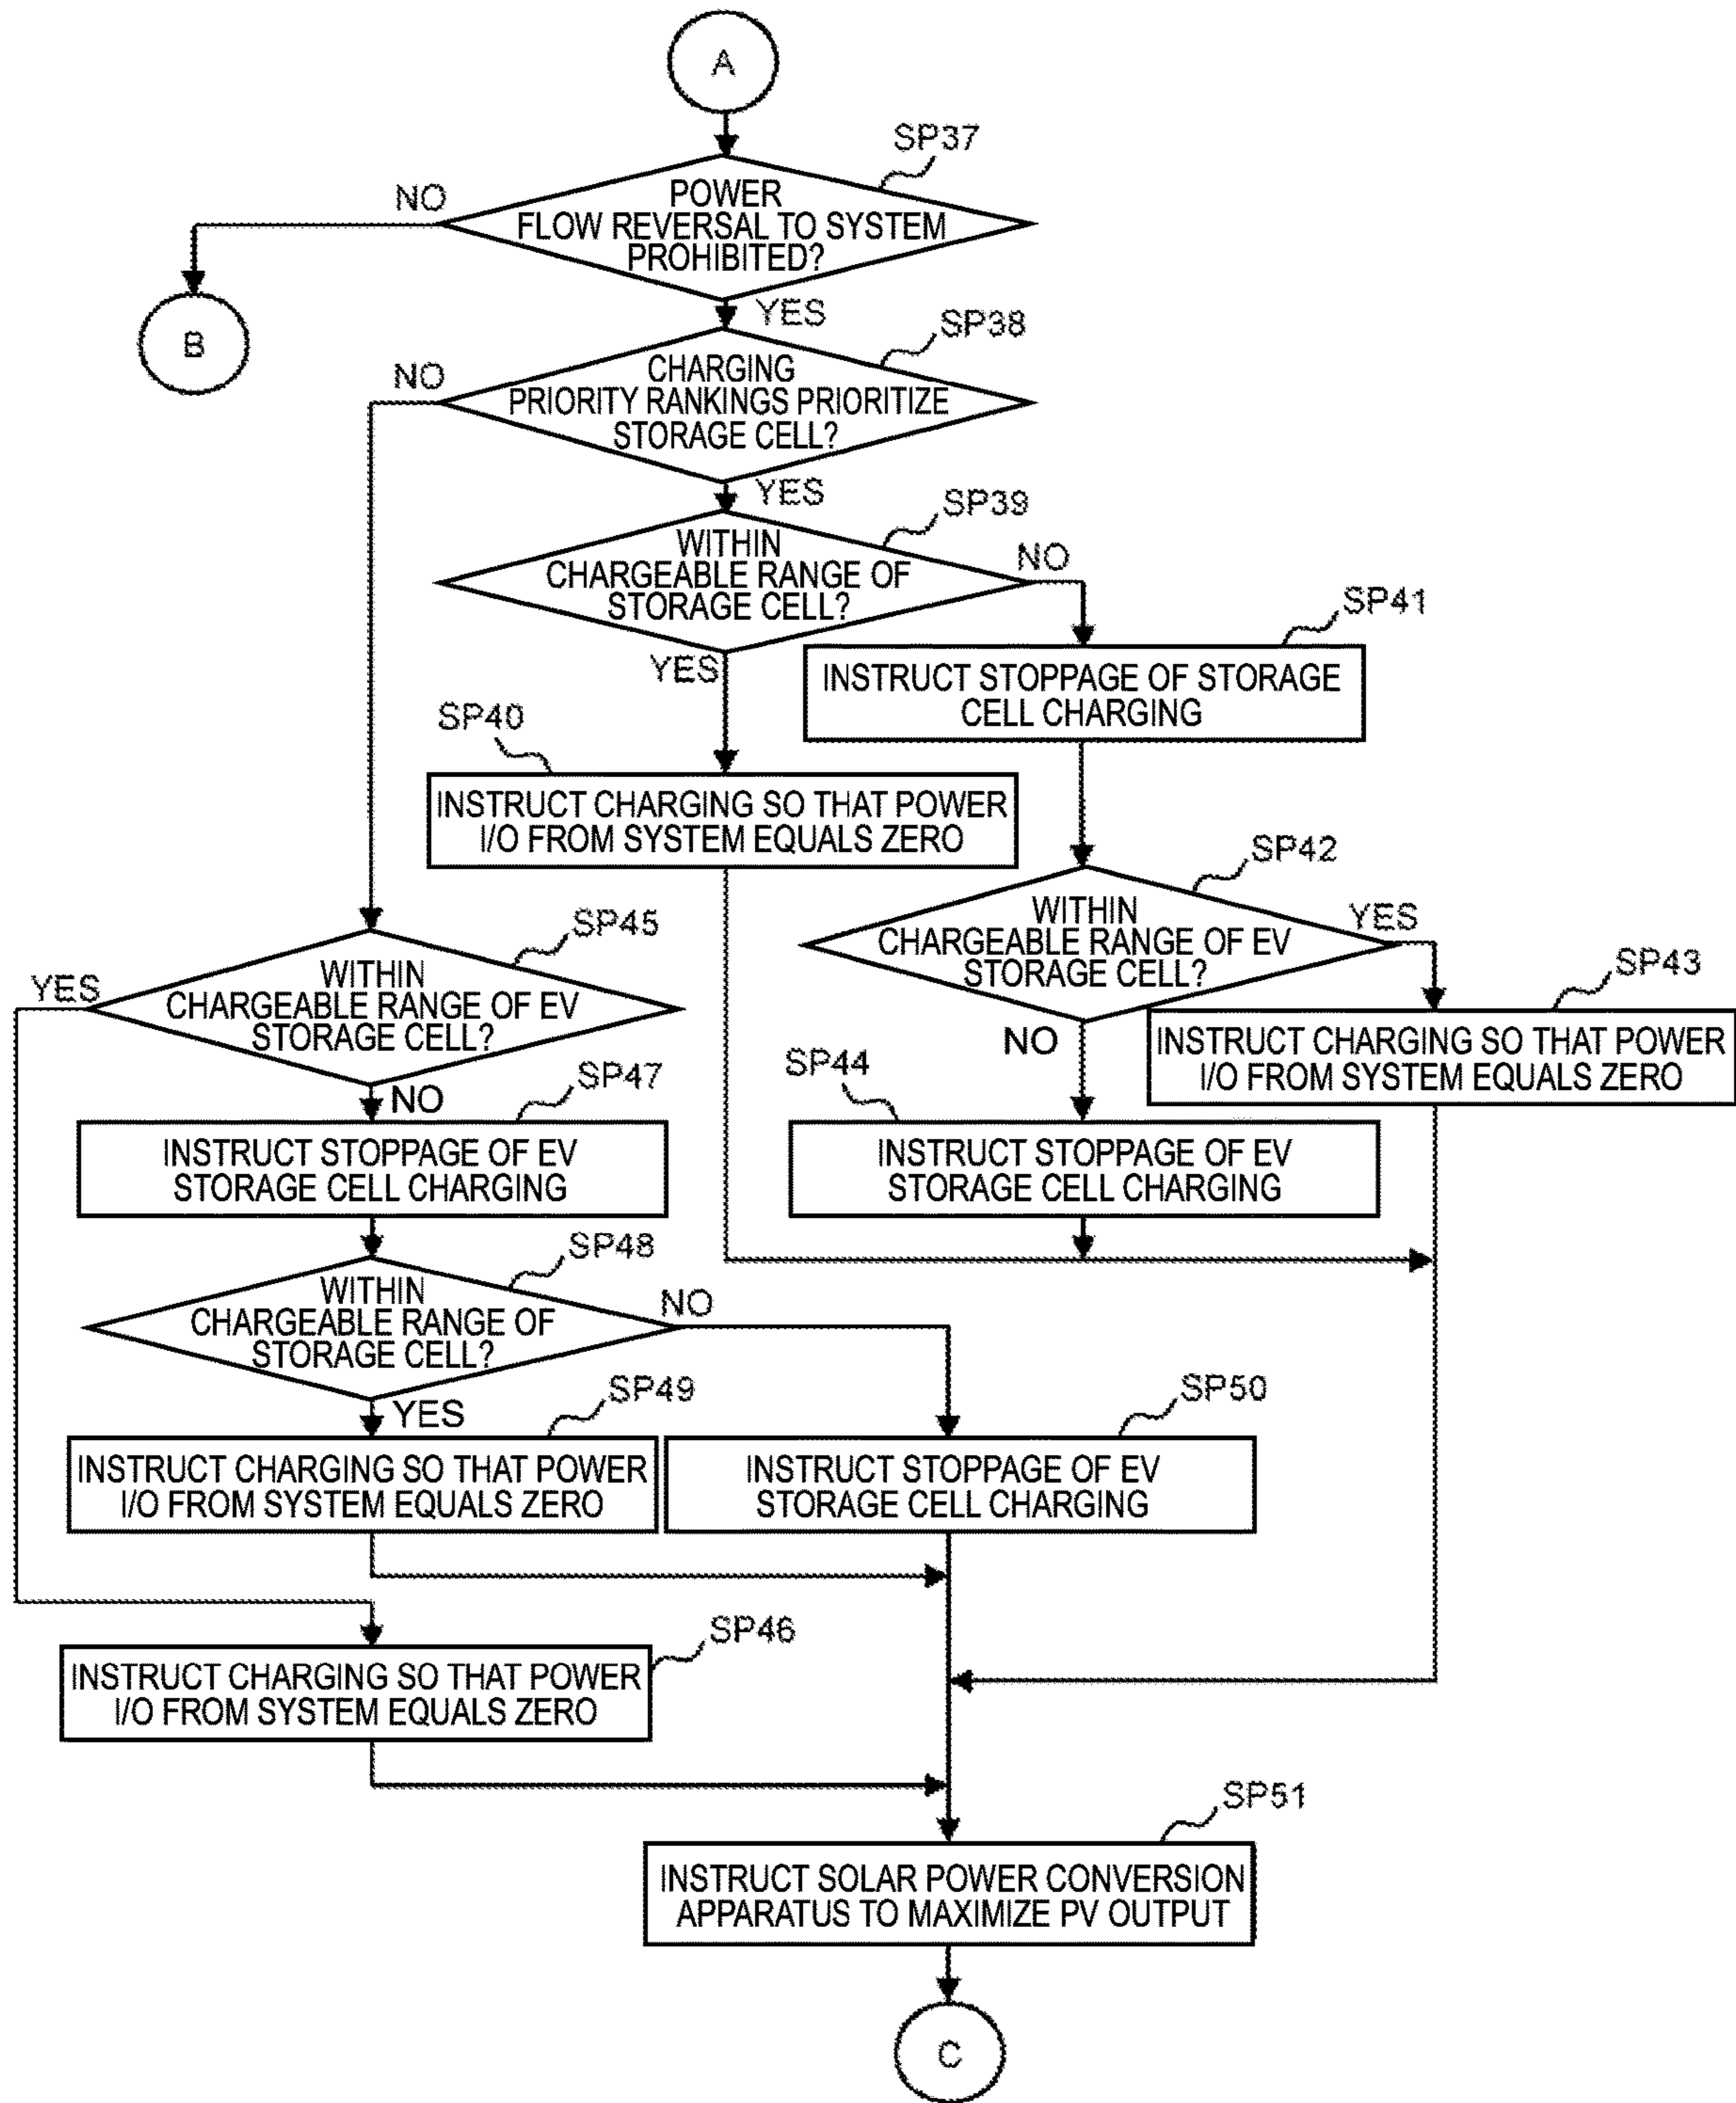 A
SP37
NO
POWER
FLOW REVERSAL TO SYSTEM
PROHIBITED?
B
YES
SP38
NO
CHARGING
PRIORITY RANKINGS PRIORITIZE
STORAGE CELL?
YES
SP39
WITHIN
CHARGEABLE RANGE OF
STORAGE CELL?
NO
SP41
YES
INSTRUCT STOPPAGE OF STORAGE
CELL CHARGING
SP40
INSTRUCT CHARGING SO THAT POWER
I/O FROM SYSTEM EQUALS ZERO
SP42
WITHIN
CHARGEABLE RANGE OF EV
STORAGE CELL?
YES
SP45
YES
WITHIN
CHARGEABLE RANGE OF EV
STORAGE CELL?
SP43
NO
INSTRUCT CHARGING SO THAT POWER
I/O FROM SYSTEM EQUALS ZERO
SP47
NO
SP44
INSTRUCT STOPPAGE OF EV
STORAGE CELL CHARGING
INSTRUCT STOPPAGE OF EV
STORAGE CELL CHARGING
SP48
WITHIN
CHARGEABLE RANGE OF
STORAGE CELL?
NO
SP49
YES
SP50
INSTRUCT CHARGING SO THAT POWER
I/O FROM SYSTEM EQUALS ZERO
INSTRUCT STOPPAGE OF EV
STORAGE CELL CHARGING
SP46
INSTRUCT CHARGING SO THAT POWER
I/O FROM SYSTEM EQUALS ZERO
SP51
INSTRUCT SOLAR POWER CONVERSION
APPARATUS TO MAXIMIZE PV OUTPUT
C